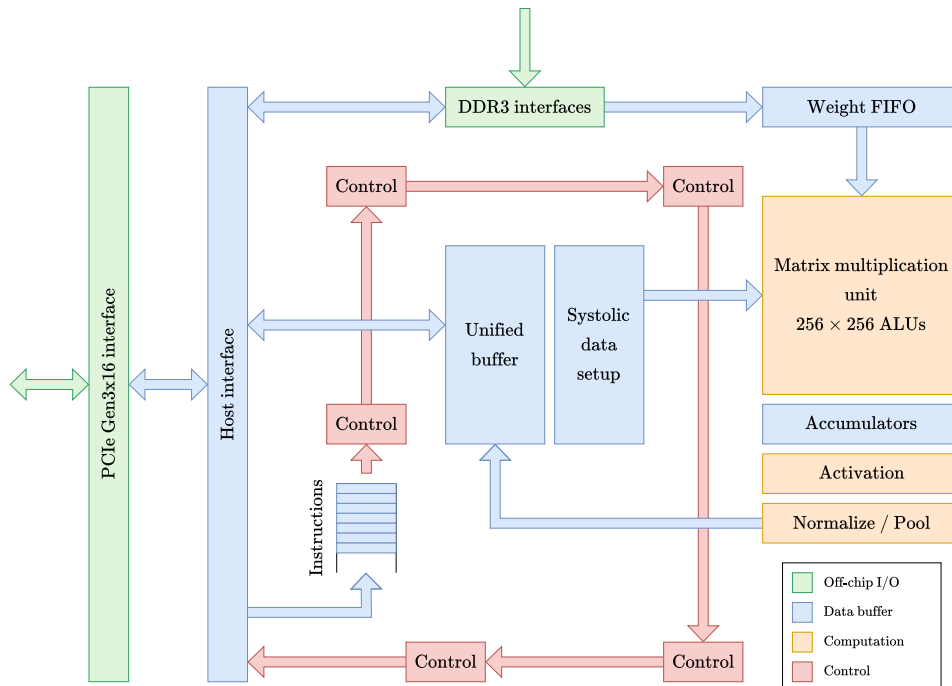 DDR3 interfaces
Weight FIFO
Control
Control
PCIe Gen3x16 interface
Host interface
Unified
buffer
Systolic
data
setup
Matrix multiplication
unit
256 × 256 ALUs
Control
Accumulators
Activation
Instructions
Normalize / Pool
Off-chip I/O
Data buffer
Computation
Control
Control
Control